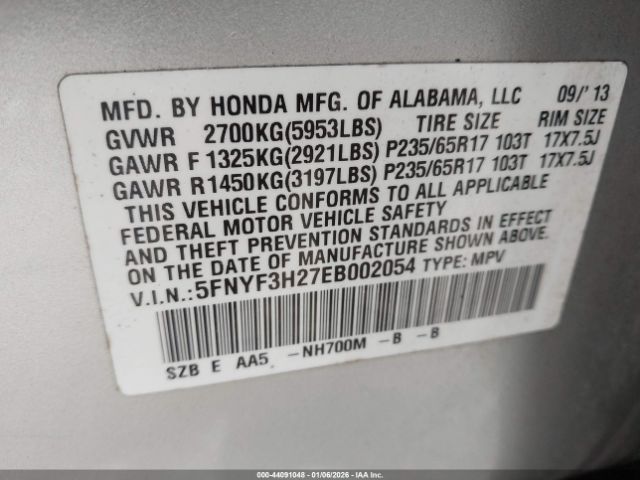 MFD. BY HONDA MFG. OF ALABAMA, LLC 09/'13
GVWR 2700KG(5953LBS) TIRE SIZE RIM SIZE
GAWR F 1325KG(2921LBS) P235/65R17 103T 17X7.5J
GAWR R 1450KG(3197LBS) P235/65R17 103T 17X7.5J
THIS VEHICLE CONFORMS TO ALL APPLICABLE
FEDERAL MOTOR VEHICLE SAFETY
AND THEFT PREVENTION STANDARDS IN EFFECT
ON THE DATE OF MANUFACTURE SHOWN ABOVE.
V.I.N.:5FNYF3H27EB002054 TYPE: MPV
SZB E AA5 -NH700M -B -B
000-44091048 - 01/06/2026 - IAA Inc.